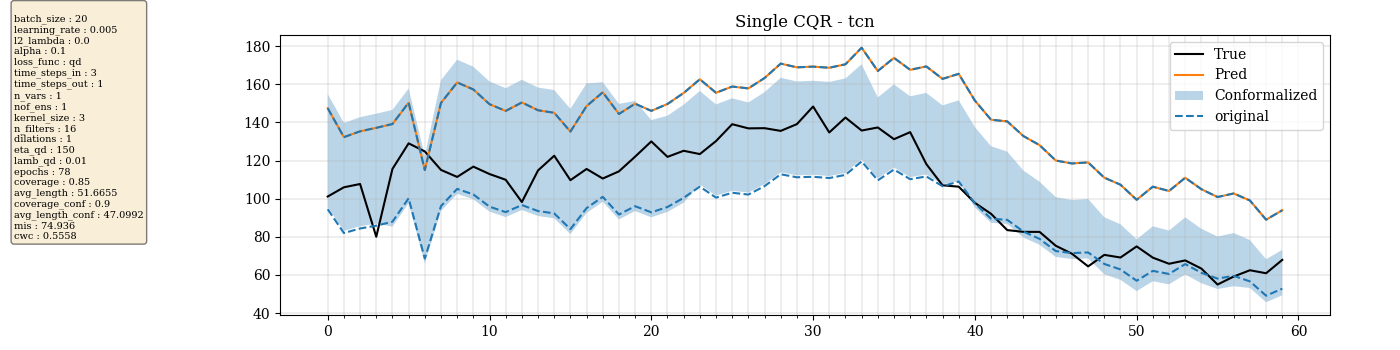 batch_size : 20
learning_rate : 0.005
l2_lambda : 0.0
alpha : 0.1
loss_func : qd
time_steps_in : 3
time_steps_out : 1
n_vars : 1
nof_ens : 1
kernel_size : 3
n_filters : 16
dilations : 1
eta_qd : 150
lamb_qd : 0.01
epochs : 78
coverage : 0.85
avg_length : 51.6655
coverage_conf : 0.9
avg_length_conf : 47.0992
mis : 74.936
cwc : 0.5558
Single CQR - tcn
180
160
140
120
100
80
60
40
0
10
20
30
40
50
60
True
Pred
Conformalized
original